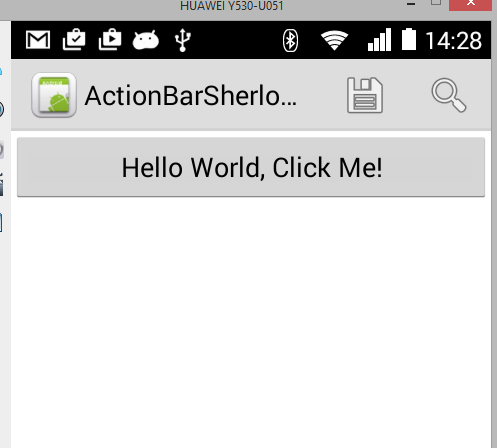 HUAWEI Y530-U051
14:28
ActionBarSherlo...
Hello World, Click Me!